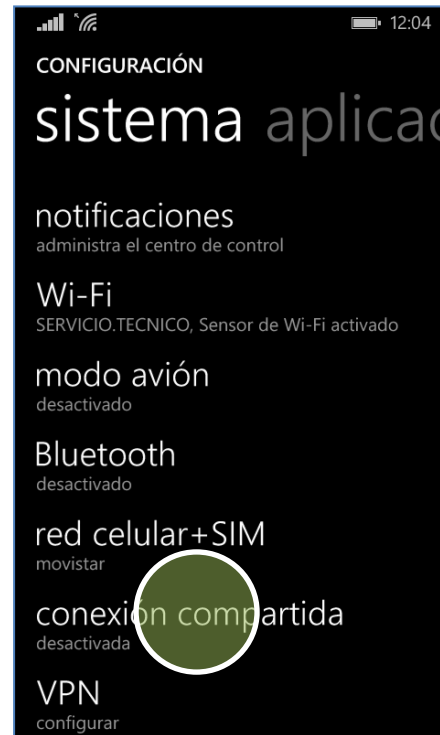 12:04
CONFIGURACIÓN
sistema aplicac
notificaciones
administra el centro de control
Wi-Fi
SERVICIO.TECNICO, Sensor de Wi-Fi activado
modo avión
desactivado
Bluetooth
desactivado
red celular+SIM
movistar
conexión compartida
desactivada
VPN
configurar